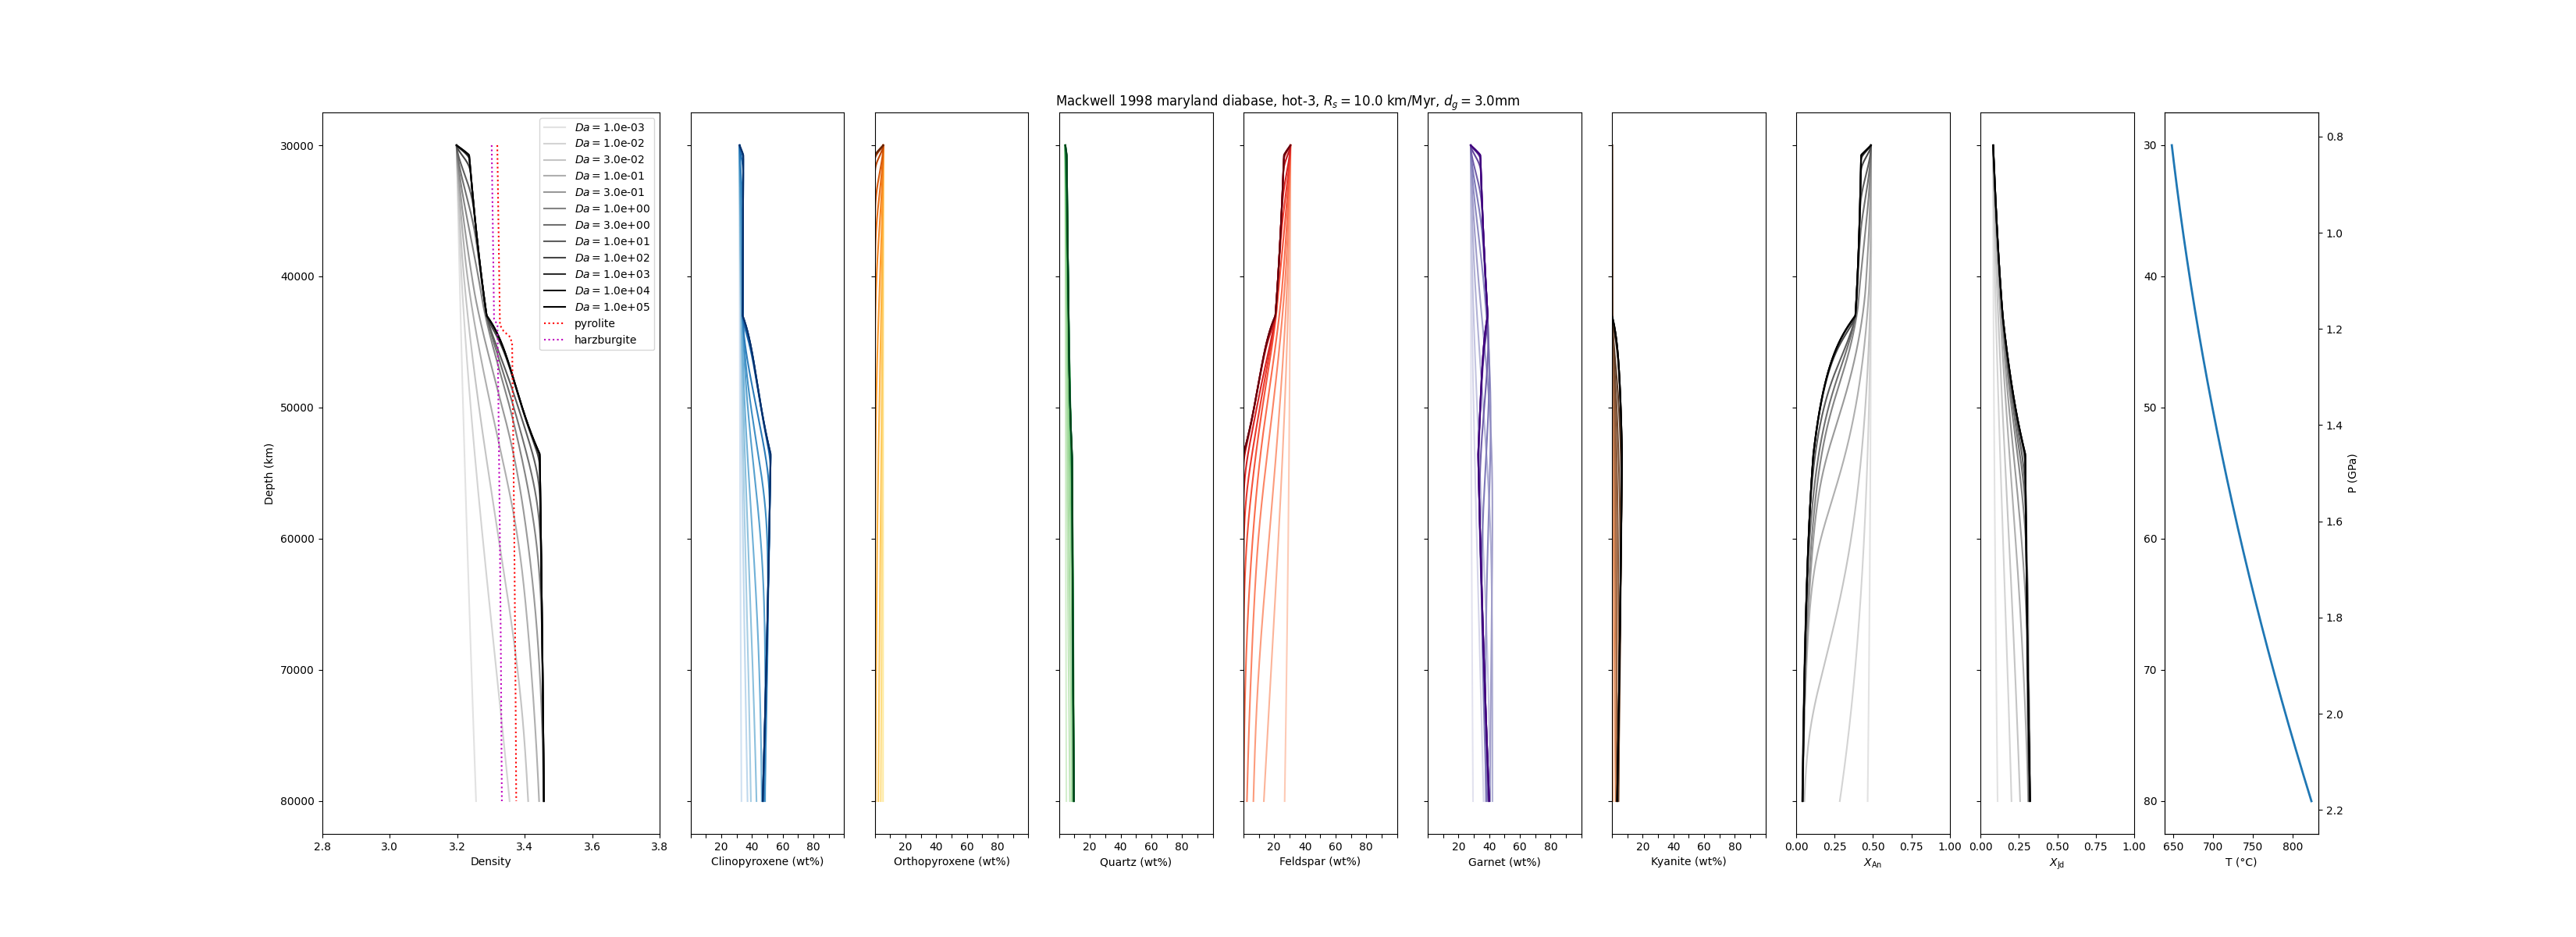 Mackwell 1998 maryland diabase, hot-3, R_s = 10.0 km/Myr, d_g = 3.0mm
Da = 1.0e-03
Da = 1.0e-02
Da = 3.0e-02
Da = 1.0e-01
Da = 3.0e-01
Da = 1.0e+00
Da = 3.0e+00
Da = 1.0e+01
Da = 1.0e+02
Da = 1.0e+03
Da = 1.0e+04
Da = 1.0e+05
pyrolite
harzburgite
30000
40000
50000
60000
70000
80000
Depth (km)
2.8 3.0 3.2 3.4 3.6 3.8
Density
20 40 60 80
Clinopyroxene (wt%)
20 40 60 80
Orthopyroxene (wt%)
20 40 60 80
Quartz (wt%)
20 40 60 80
Feldspar (wt%)
20 40 60 80
Garnet (wt%)
20 40 60 80
Kyanite (wt%)
0.00 0.25 0.50 0.75 1.00
X_An
0.00 0.25 0.50 0.75 1.00
X_Jd
30
40
50
60
70
80
650 700 750 800
T (°C)
0.8
1.0
1.2
1.4
1.6
1.8
2.0
2.2
P (GPa)